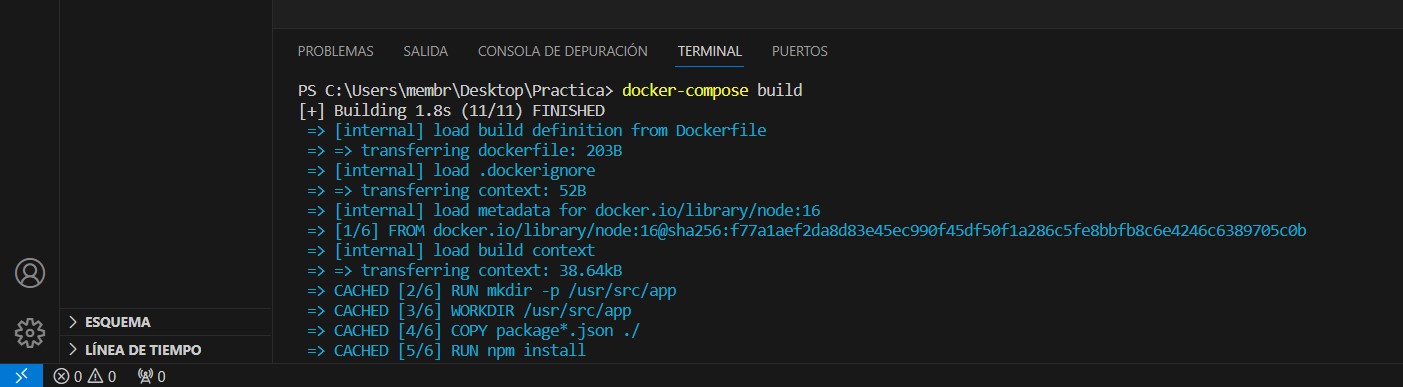 PROBLEMAS SALIDA CONSOLA DE DEPURACIÓN TERMINAL PUERTOS
PS C:\Users\membr\Desktop\Practica> docker-compose build
[+] Building 1.8s (11/11) FINISHED
=> [internal] load build definition from Dockerfile
=> => transferring dockerfile: 203B
=> [internal] load .dockerignore
=> => transferring context: 52B
=> [internal] load metadata for docker.io/library/node:16
=> [1/6] FROM docker.io/library/node:16@sha256:f77a1aef2da8d83e45ec990f45df50f1a286c5fe8bbfb8c6e4246c6389705c0b
=> [internal] load build context
=> => transferring context: 38.64kB
=> CACHED [2/6] RUN mkdir -p /usr/src/app
=> CACHED [3/6] WORKDIR /usr/src/app
=> CACHED [4/6] COPY package*.json ./
=> CACHED [5/6] RUN npm install
ESQUEMA
LÍNEA DE TIEMPO
0 0 0